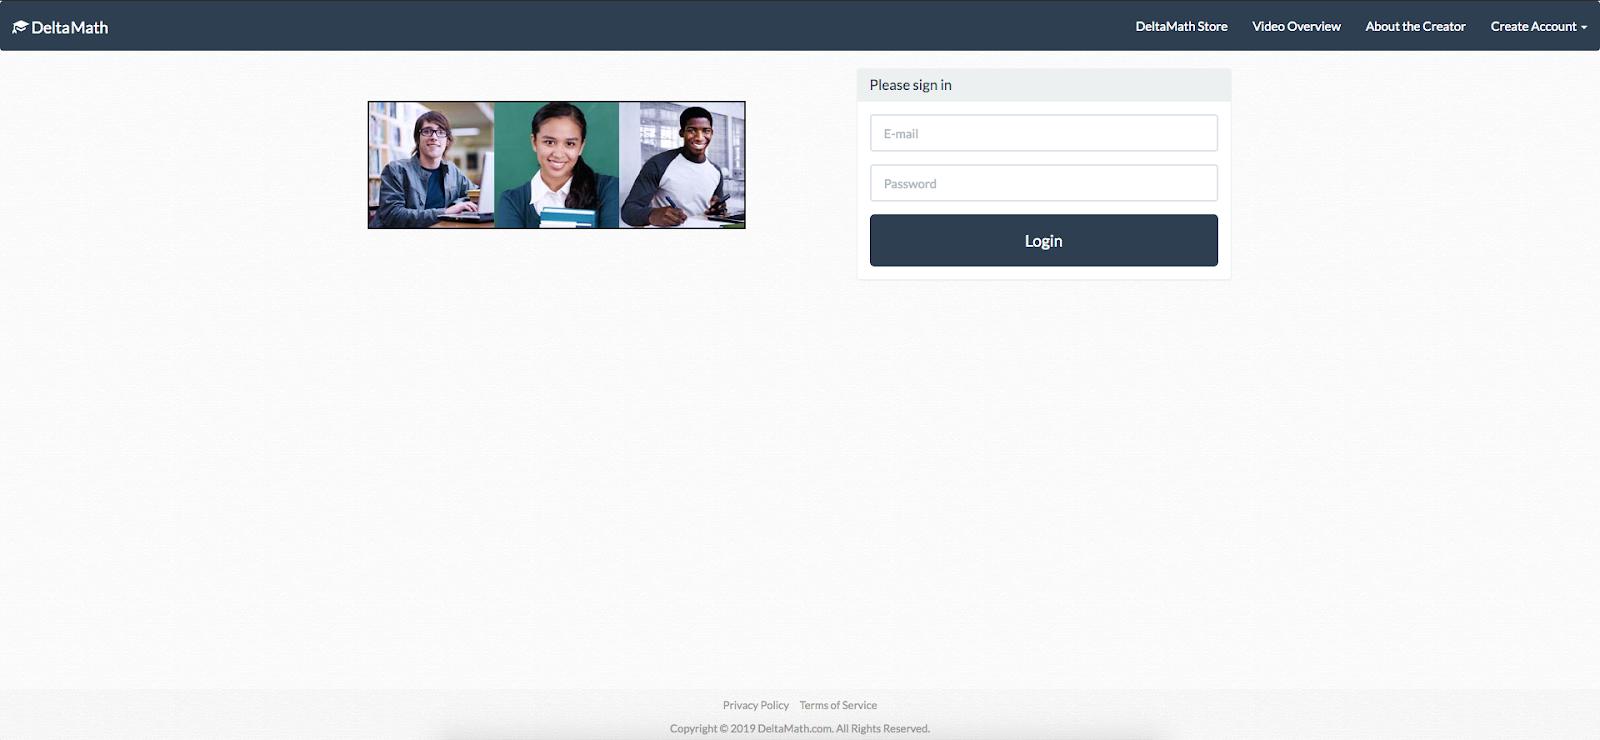 DeltaMath
DeltaMath Store Video Overview About the Creator Create Account
Please sign in
E-mail
Password
Login
Privacy Policy Terms of Service
Copyright © 2019 DeltaMath.com. All Rights Reserved.